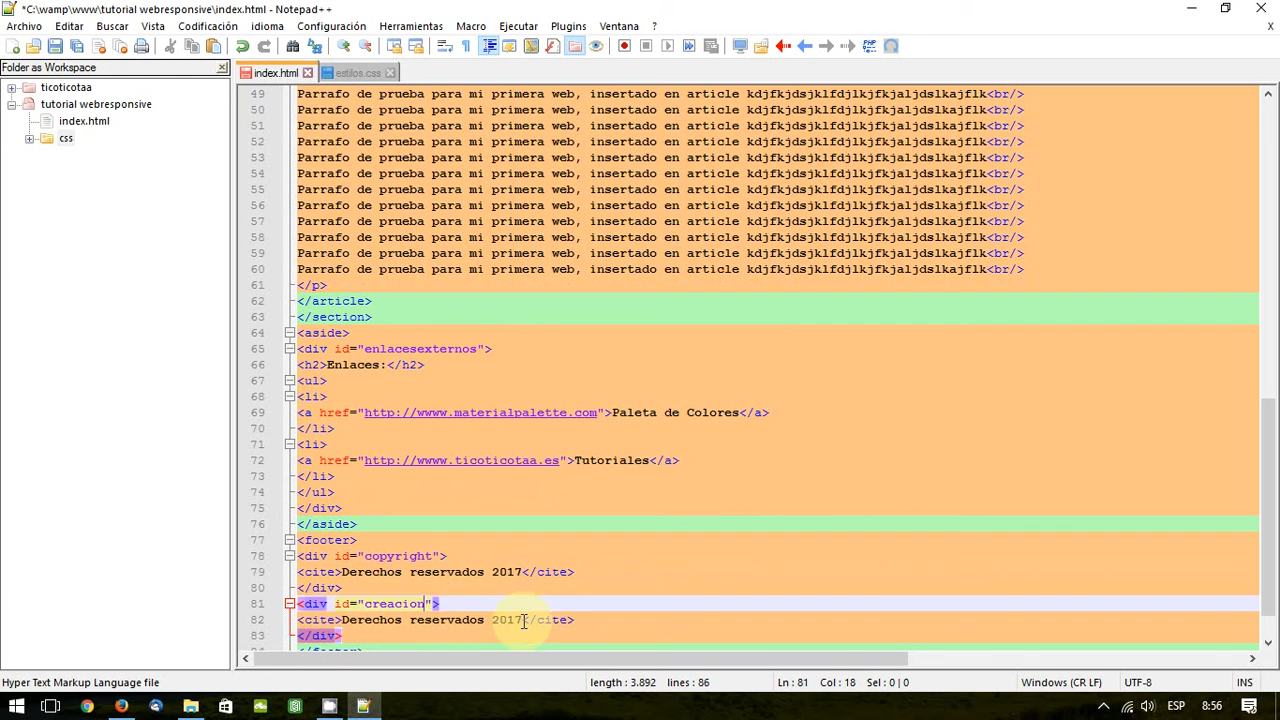 *C:\wamp\www\tutorial webresponsive\index.html - Notepad++
Archivo Editar Buscar Vista Codificación idioma Configuración Herramientas Macro Ejecutar Plugins Ventana ? X
Folder as Workspace
ticoticotaa
tutorial webresponsive
index.html
css
index.html estilos.css
49 Parrafo de prueba para mi primera web, insertado en article kdjfkjdsjklfdjlkjfkjaljdslkajflk<br/>
50 Parrafo de prueba para mi primera web, insertado en article kdjfkjdsjklfdjlkjfkjaljdslkajflk<br/>
51 Parrafo de prueba para mi primera web, insertado en article kdjfkjdsjklfdjlkjfkjaljdslkajflk<br/>
52 Parrafo de prueba para mi primera web, insertado en article kdjfkjdsjklfdjlkjfkjaljdslkajflk<br/>
53 Parrafo de prueba para mi primera web, insertado en article kdjfkjdsjklfdjlkjfkjaljdslkajflk<br/>
54 Parrafo de prueba para mi primera web, insertado en article kdjfkjdsjklfdjlkjfkjaljdslkajflk<br/>
55 Parrafo de prueba para mi primera web, insertado en article kdjfkjdsjklfdjlkjfkjaljdslkajflk<br/>
56 Parrafo de prueba para mi primera web, insertado en article kdjfkjdsjklfdjlkjfkjaljdslkajflk<br/>
57 Parrafo de prueba para mi primera web, insertado en article kdjfkjdsjklfdjlkjfkjaljdslkajflk<br/>
58 Parrafo de prueba para mi primera web, insertado en article kdjfkjdsjklfdjlkjfkjaljdslkajflk<br/>
59 Parrafo de prueba para mi primera web, insertado en article kdjfkjdsjklfdjlkjfkjaljdslkajflk<br/>
60 Parrafo de prueba para mi primera web, insertado en article kdjfkjdsjklfdjlkjfkjaljdslkajflk<br/>
61 </p>
62 </article>
63 </section>
64 <aside>
65 <div id="enlacesexternos">
66 <h2>Enlaces:</h2>
67 <ul>
68 <li>
69 <a href="http://www.materialpalette.com">Paleta de Colores</a>
70 </li>
71 <li>
72 <a href="http://www.ticoticotaa.es">Tutoriales</a>
73 </li>
74 </ul>
75 </div>
76 </aside>
77 <footer>
78 <div id="copyright">
79 <cite>Derechos reservados 2017</cite>
80 </div>
81 <div id="creacion">
82 <cite>Derechos reservados 2017</cite>
83 </div>
84 </footer>
Hyper Text Markup Language file length : 3.892 lines : 86 Ln : 81 Col : 18 Sel : 0 | 0 Windows (CR LF) UTF-8 INS
ESP 8:56